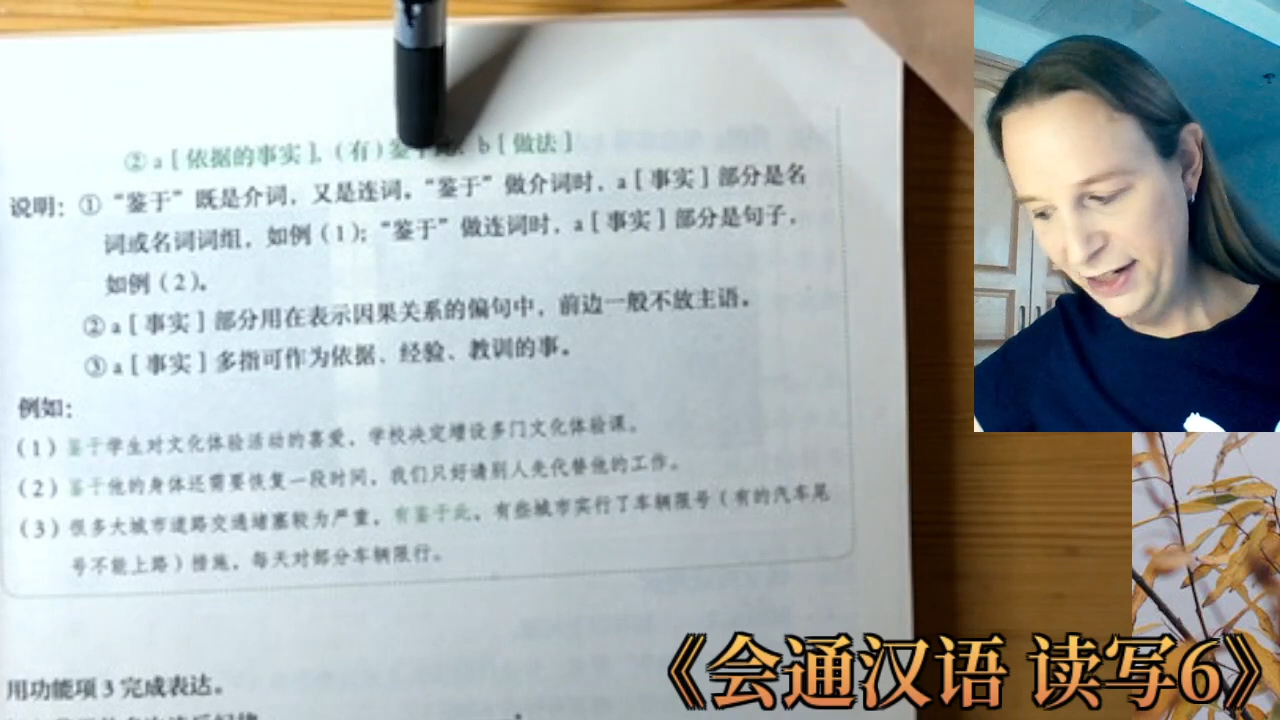 ② a [ 依据的事实 ]，(有) 鉴于此，b [ 做法 ]
说明：① “鉴于” 既是介词，又是连词。“鉴于” 做介词时，a [ 事实 ] 部分是名
词或名词词组，如例（1）；“鉴于” 做连词时，a [ 事实 ] 部分是句子，
如例（2）。
② a [ 事实 ] 部分用在表示因果关系的偏句中，前边一般不放主语。
③ a [ 事实 ] 多指可作为依据、经验、教训的事。
例如：
（1）鉴于学生对文化体验活动的喜爱，学校决定增设多门文化体验课。
（2）鉴于他的身体还需要恢复一段时间，我们只好请别人先代替他的工作。
（3）很多大城市道路交通堵塞较为严重，有鉴于此，有些城市实行了车辆限号（有的汽车尾
号不能上路）措施，每天对部分车辆限行。
用功能项 3 完成表达。
《会通汉语 读写6》